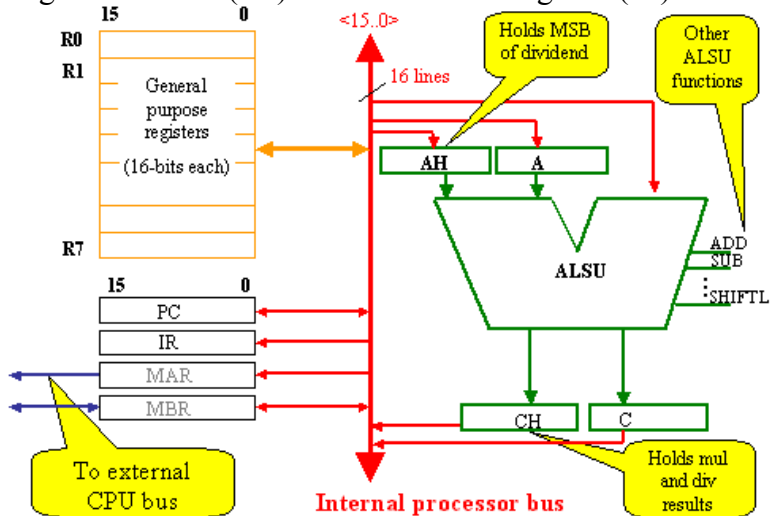 15 0
R0
R1
General
purpose
registers
(16-bits each)
R7
15 0
PC
IR
MAR
MBR
To external
CPU bus
<15..0>
16 lines
Holds MSB
of dividend
Other
ALSU
functions
AH
A
ALSU
ADD
SUB
SHIFTL
CH
C
Holds mul
and div
results
Internal processor bus